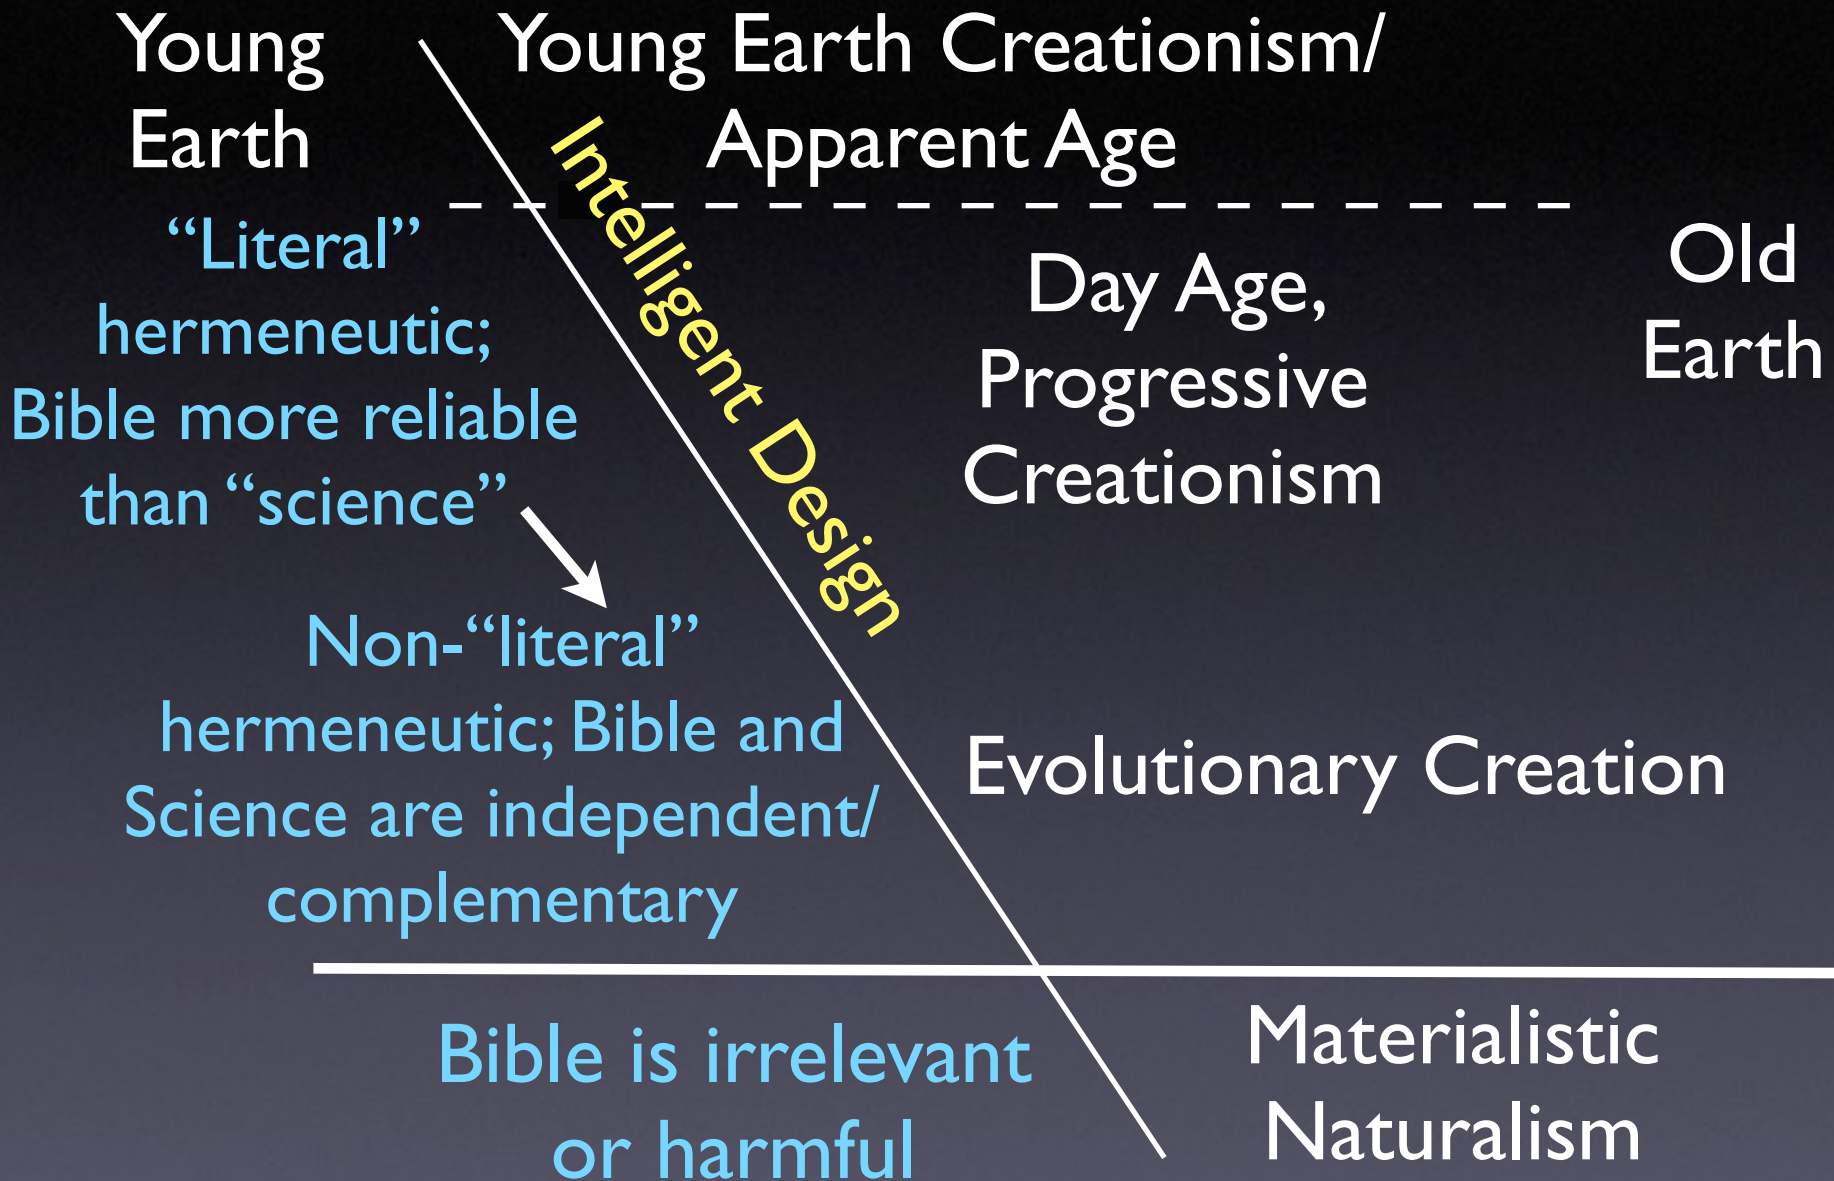 Young
Earth
Young Earth Creationism/
Apparent Age
“Literal”
hermeneutic;
Bible more reliable
than “science”
Intelligent Design
Day Age,
Progressive
Creationism
Old
Earth
Non-“literal”
hermeneutic; Bible and
Science are independent/
complementary
Evolutionary Creation
Bible is irrelevant
or harmful
Materialistic
Naturalism